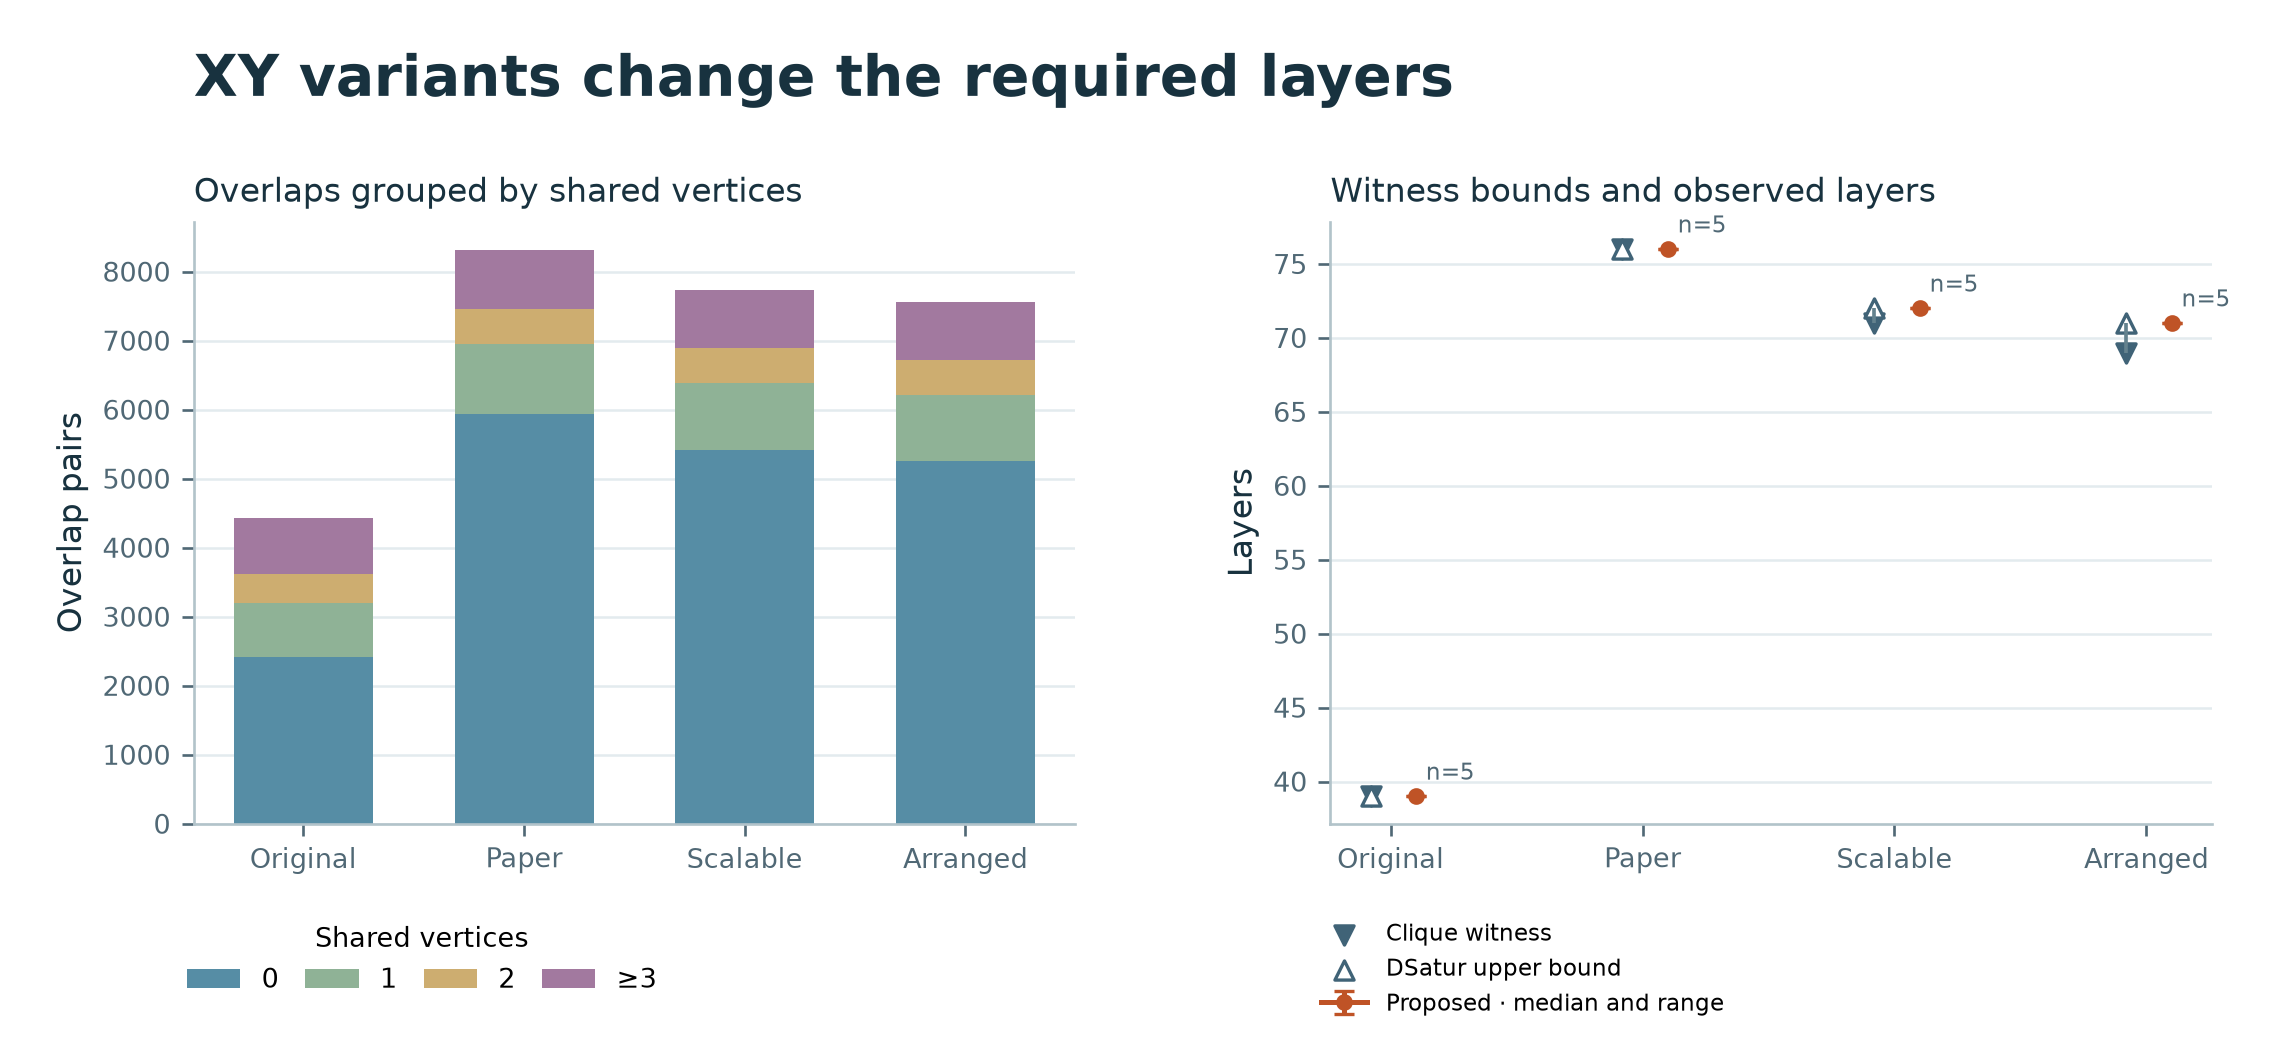 XY variants change the required layers
Overlaps grouped by shared vertices
Overlap pairs
8000
7000
6000
5000
4000
3000
2000
1000
0
Original Paper Scalable Arranged
Shared vertices
0 1 2 ≥3
Witness bounds and observed layers
Layers
75
70
65
60
55
50
45
40
n=5
n=5
n=5
n=5
Original Paper Scalable Arranged
Clique witness
DSatur upper bound
Proposed · median and range